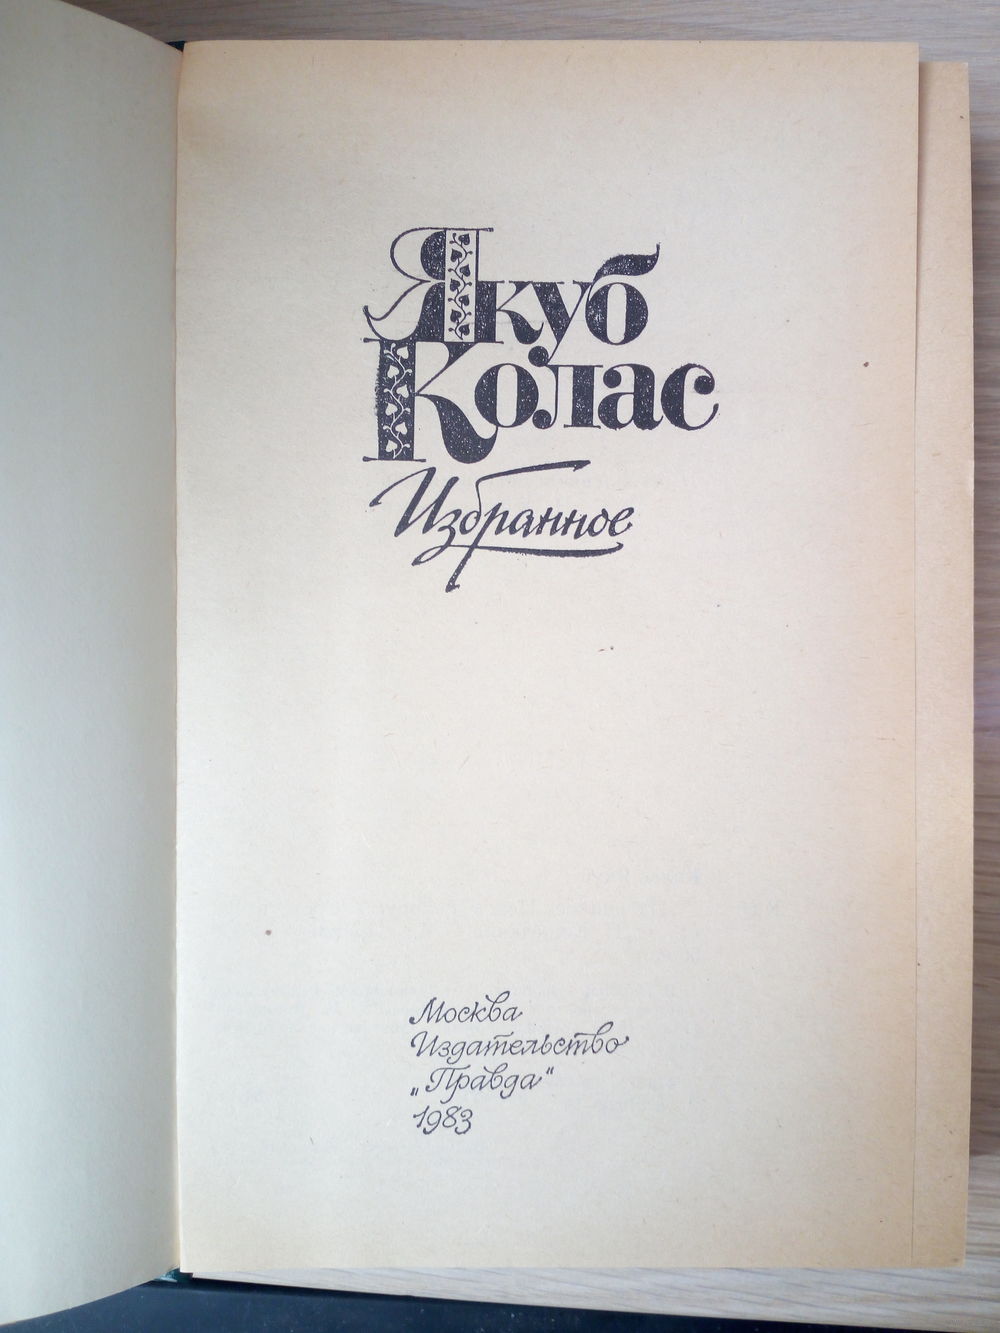 Якуб
Колас
Избранное
Москва
Издательство
„Правда“
1983